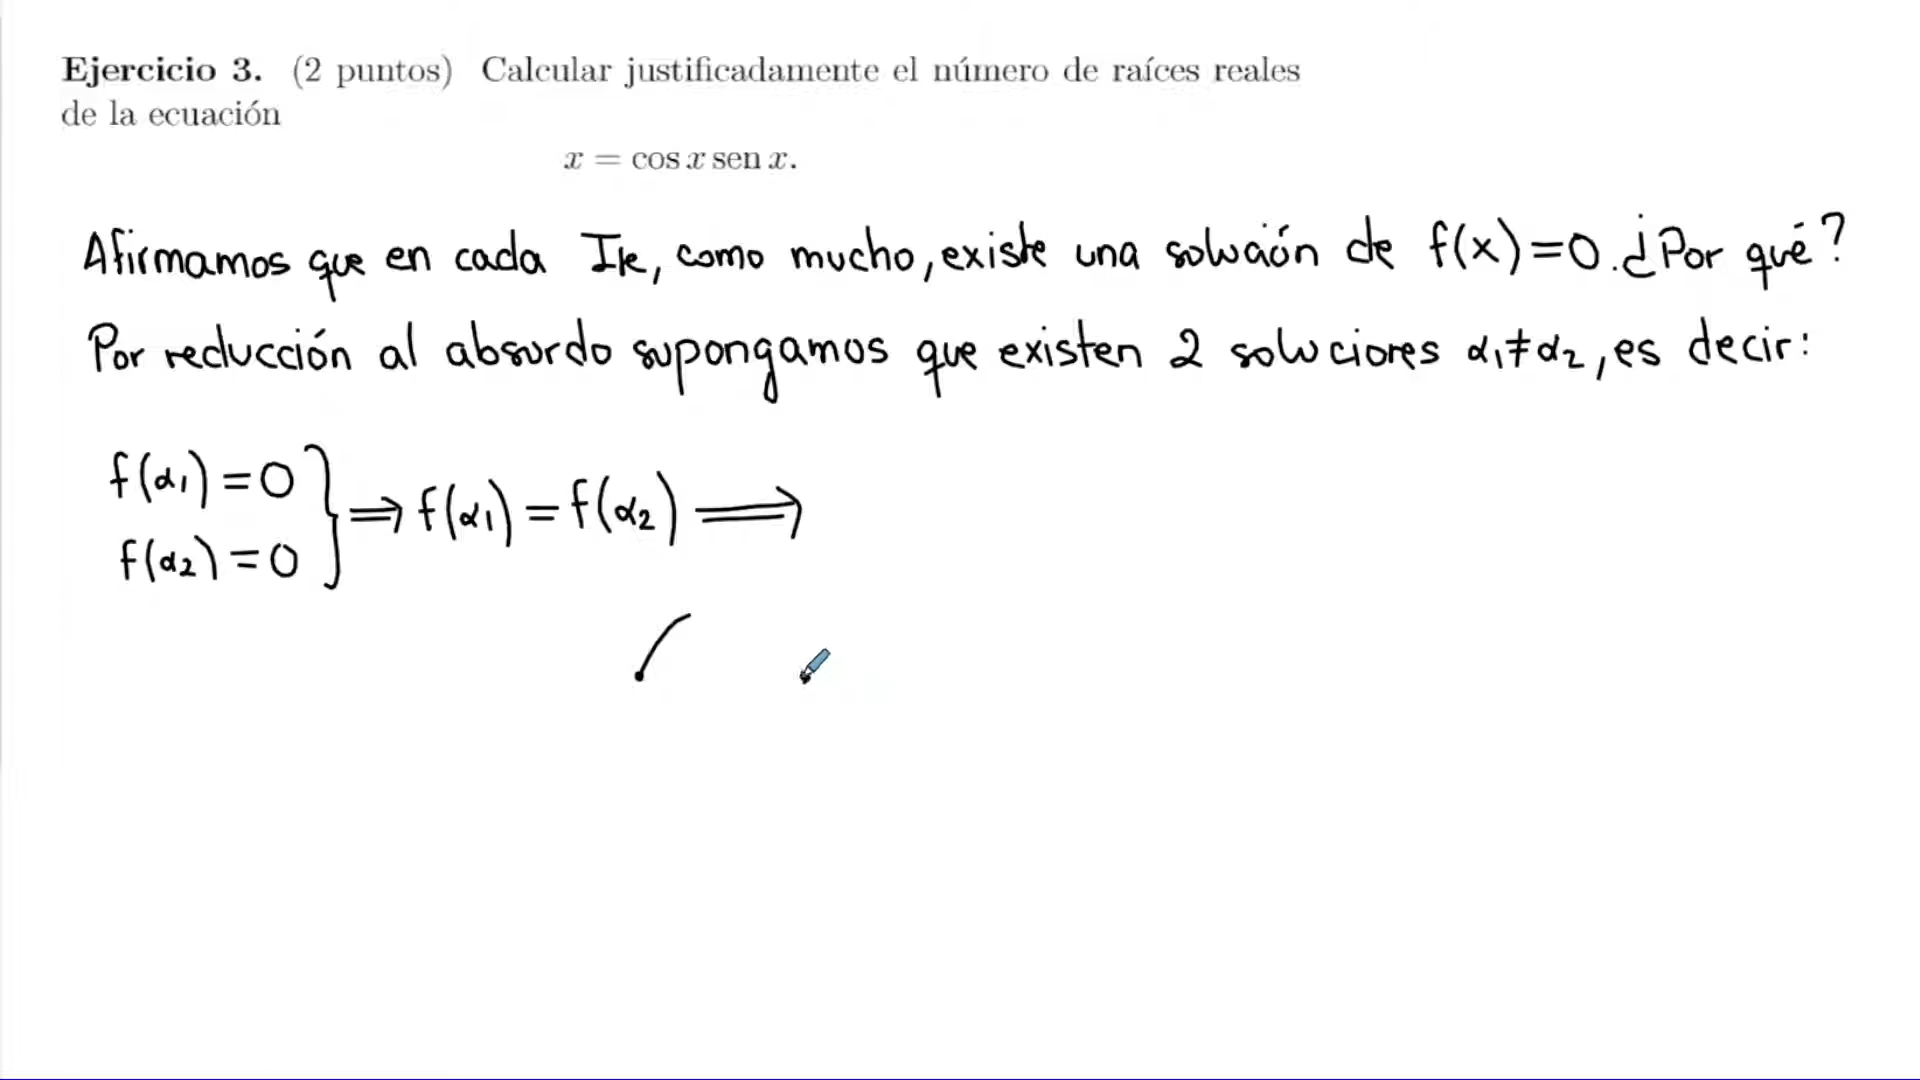 Ejercicio 3. (2 puntos) Calcular justificadamente el número de raíces reales
de la ecuación
x = cos x sen x.
Afirmamos que en cada Ik, como mucho, existe una solución de f(x)=0. ¿Por qué?
Por reducción al absurdo supongamos que existen 2 soluciones α₁≠α₂, es decir:
f(α₁)=0
f(α₂)=0 } ⇒ f(α₁) = f(α₂) ⟹